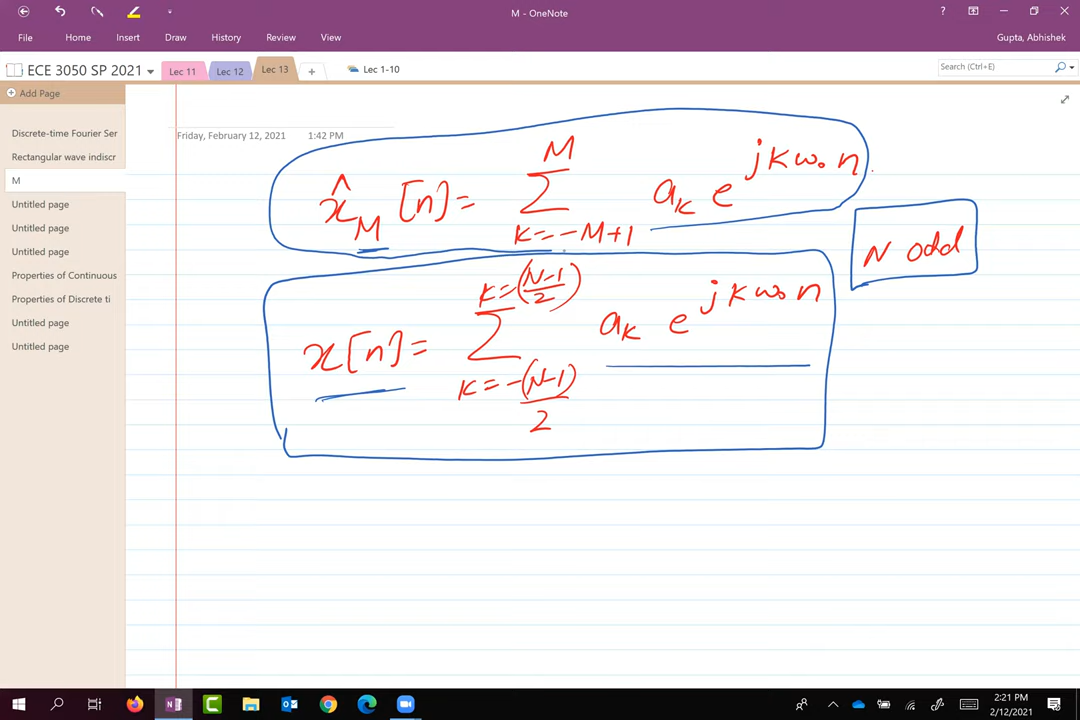 M - OneNote
?
Gupta, Abhishek
File Home Insert Draw History Review View
ECE 3050 SP 2021 Lec 11 Lec 12 Lec 13 + Lec 1-10
Search (Ctrl+E)
Add Page
Discrete-time Fourier Ser
Rectangular wave indiscr
M
Untitled page
Untitled page
Untitled page
Properties of Continuous
Properties of Discrete ti
Untitled page
Untitled page
Friday, February 12, 2021 1:42 PM
x̂_M [n] = ∑_{k=-M+1}^{M} a_k e^{jkω₀n}
N odd
x[n] = ∑_{k=-(N-1)/2}^{k=(N-1)/2} a_k e^{jkω₀n}
2:21 PM
2/12/2021